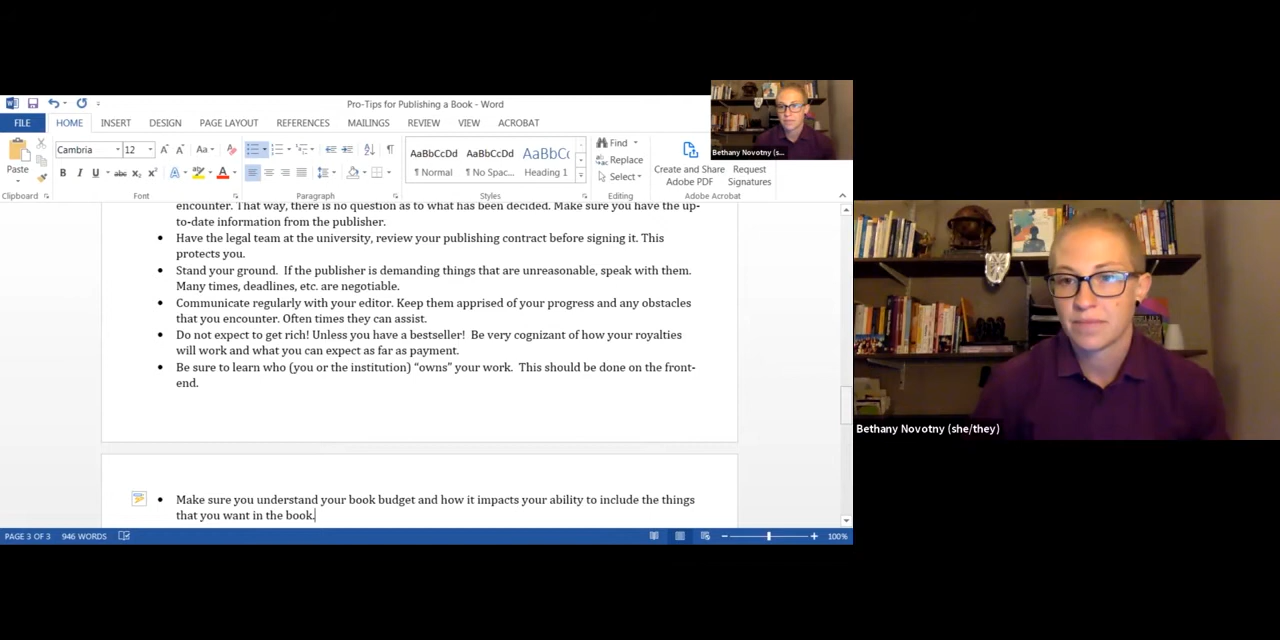 Pro-Tips for Publishing a Book - Word
FILE HOME INSERT DESIGN PAGE LAYOUT REFERENCES MAILINGS REVIEW VIEW ACROBAT
Cambria 12 Aa
Paste
B I U abc x₂ x² A A
AaBbCcDd AaBbCcDd AaBbCc
¶ Normal ¶ No Spac... Heading 1
Find
Replace
Select
Create and Share
Adobe PDF
Request
Signatures
Clipboard Font Paragraph Styles Editing Adobe Acrobat
Bethany Novotny (s...
encounter. That way, there is no question as to what has been decided. Make sure you have the up-
to-date information from the publisher.
• Have the legal team at the university, review your publishing contract before signing it. This
protects you.
• Stand your ground.  If the publisher is demanding things that are unreasonable, speak with them.
Many times, deadlines, etc. are negotiable.
• Communicate regularly with your editor. Keep them apprised of your progress and any obstacles
that you encounter. Often times they can assist.
• Do not expect to get rich! Unless you have a bestseller!  Be very cognizant of how your royalties
will work and what you can expect as far as payment.
• Be sure to learn who (you or the institution) “owns” your work.  This should be done on the front-
end.
• Make sure you understand your book budget and how it impacts your ability to include the things
that you want in the book.
PAGE 3 OF 3 946 WORDS 100%
Bethany Novotny (she/they)